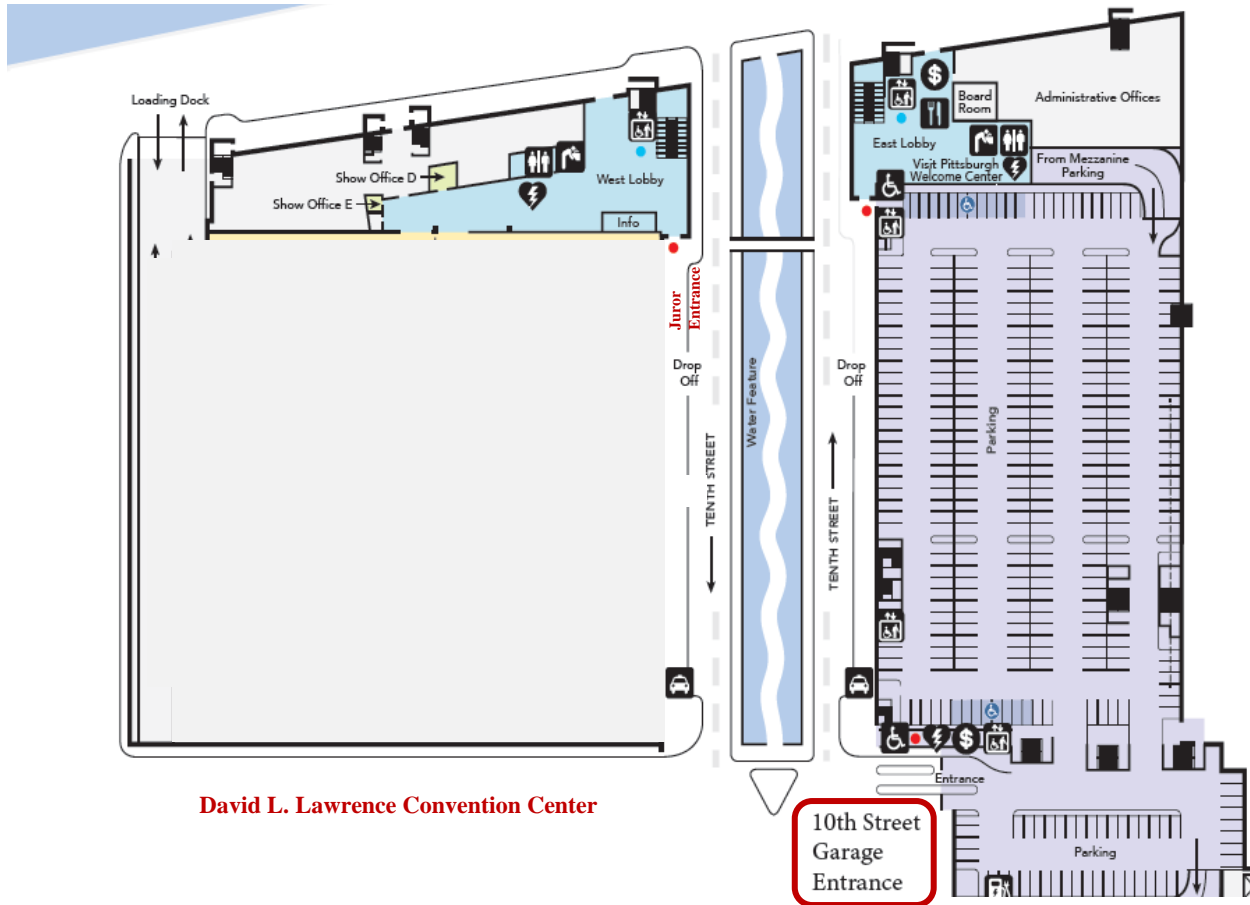 Loading Dock
Show Office D
Show Office E
West Lobby
Info
Juror
Entrance
Drop
Off
TENTH STREET
Water Feature
Drop
Off
TENTH STREET
$
Board
Room
Administrative Offices
East Lobby
Visit Pittsburgh
Welcome Center
From Mezzanine
Parking
Parking
$
Entrance
Parking
David L. Lawrence Convention Center
10th Street
Garage
Entrance